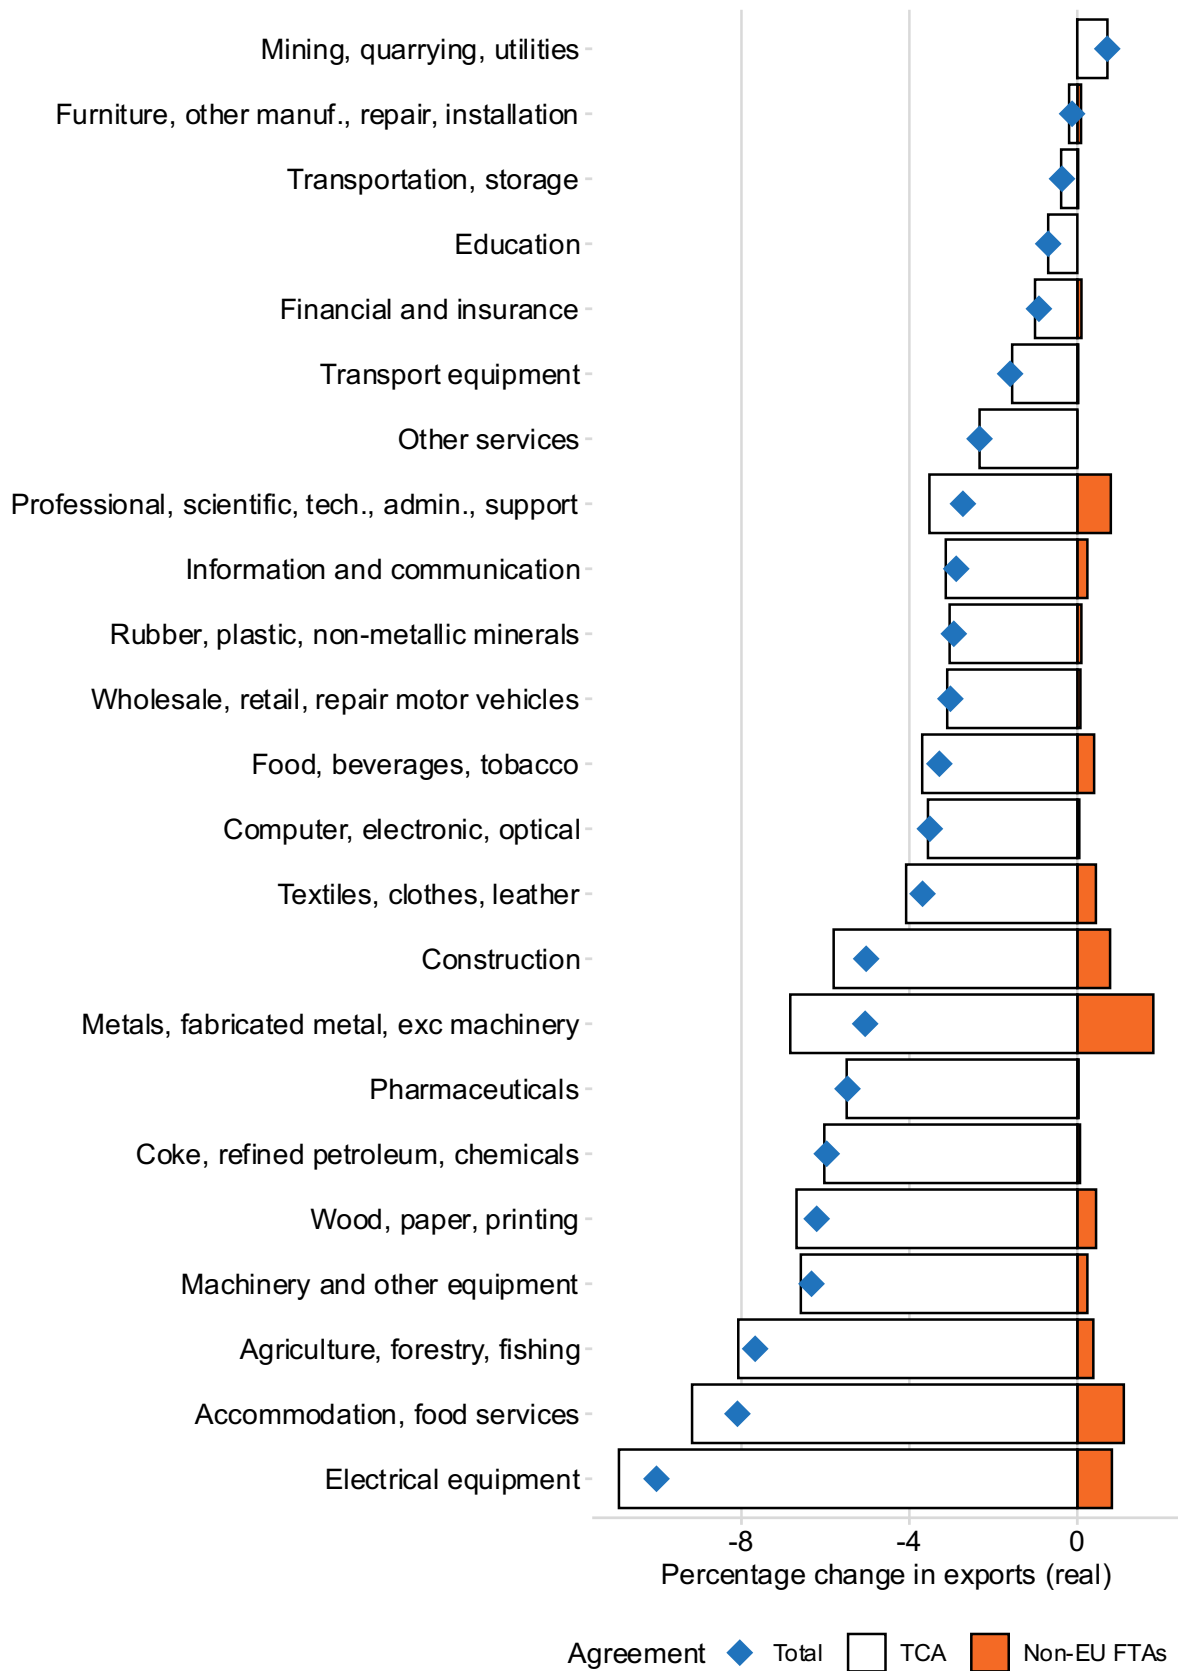 Mining, quarrying, utilities
Furniture, other manuf., repair, installation
Transportation, storage
Education
Financial and insurance
Transport equipment
Other services
Professional, scientific, tech., admin., support
Information and communication
Rubber, plastic, non-metallic minerals
Wholesale, retail, repair motor vehicles
Food, beverages, tobacco
Computer, electronic, optical
Textiles, clothes, leather
Construction
Metals, fabricated metal, exc machinery
Pharmaceuticals
Coke, refined petroleum, chemicals
Wood, paper, printing
Machinery and other equipment
Agriculture, forestry, fishing
Accommodation, food services
Electrical equipment
-8 -4 0
Percentage change in exports (real)
Agreement Total TCA Non-EU FTAs